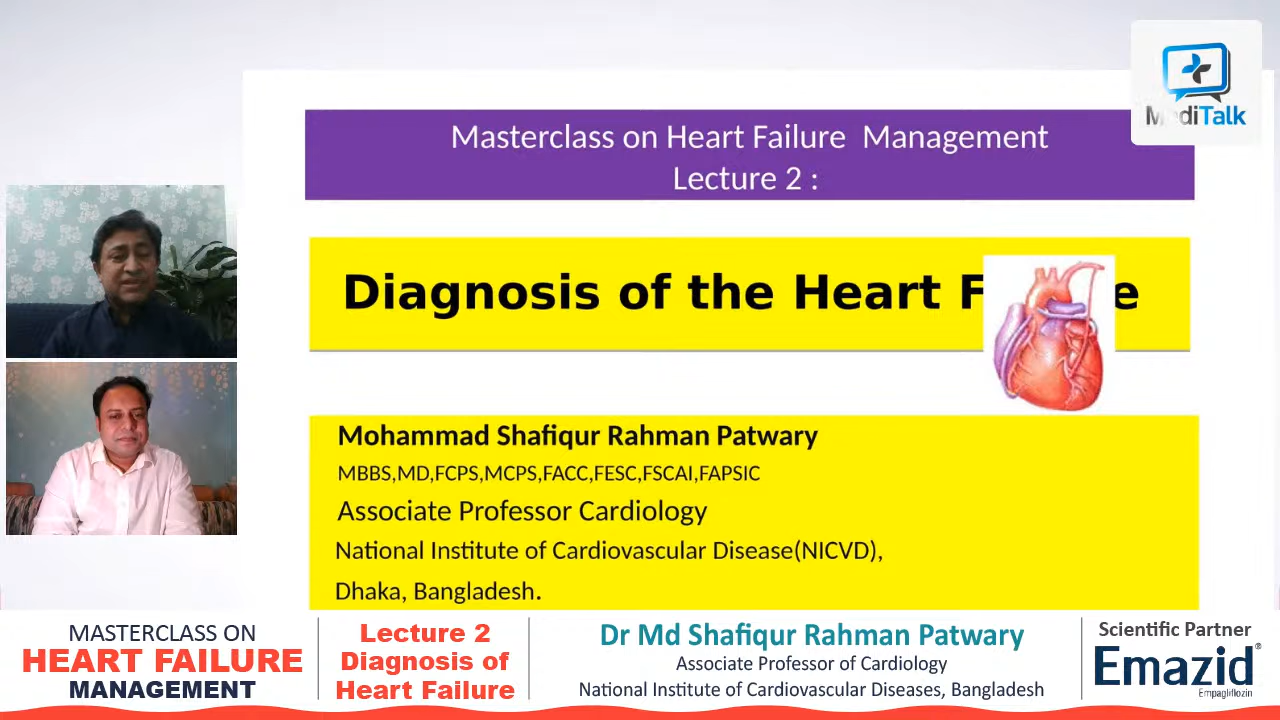 MediTalk
Masterclass on Heart Failure Management
Lecture 2 :
Diagnosis of the Heart
Mohammad Shafiqur Rahman Patwary
MBBS,MD,FCPS,MCPS,FACC,FESC,FSCAI,FAPSIC
Associate Professor Cardiology
National Institute of Cardiovascular Disease(NICVD),
Dhaka, Bangladesh.
MASTERCLASS ON
HEART FAILURE
MANAGEMENT
Lecture 2
Diagnosis of
Heart Failure
Dr Md Shafiqur Rahman Patwary
Associate Professor of Cardiology
National Institute of Cardiovascular Diseases, Bangladesh
Scientific Partner
Emazid®
Empagliflozin